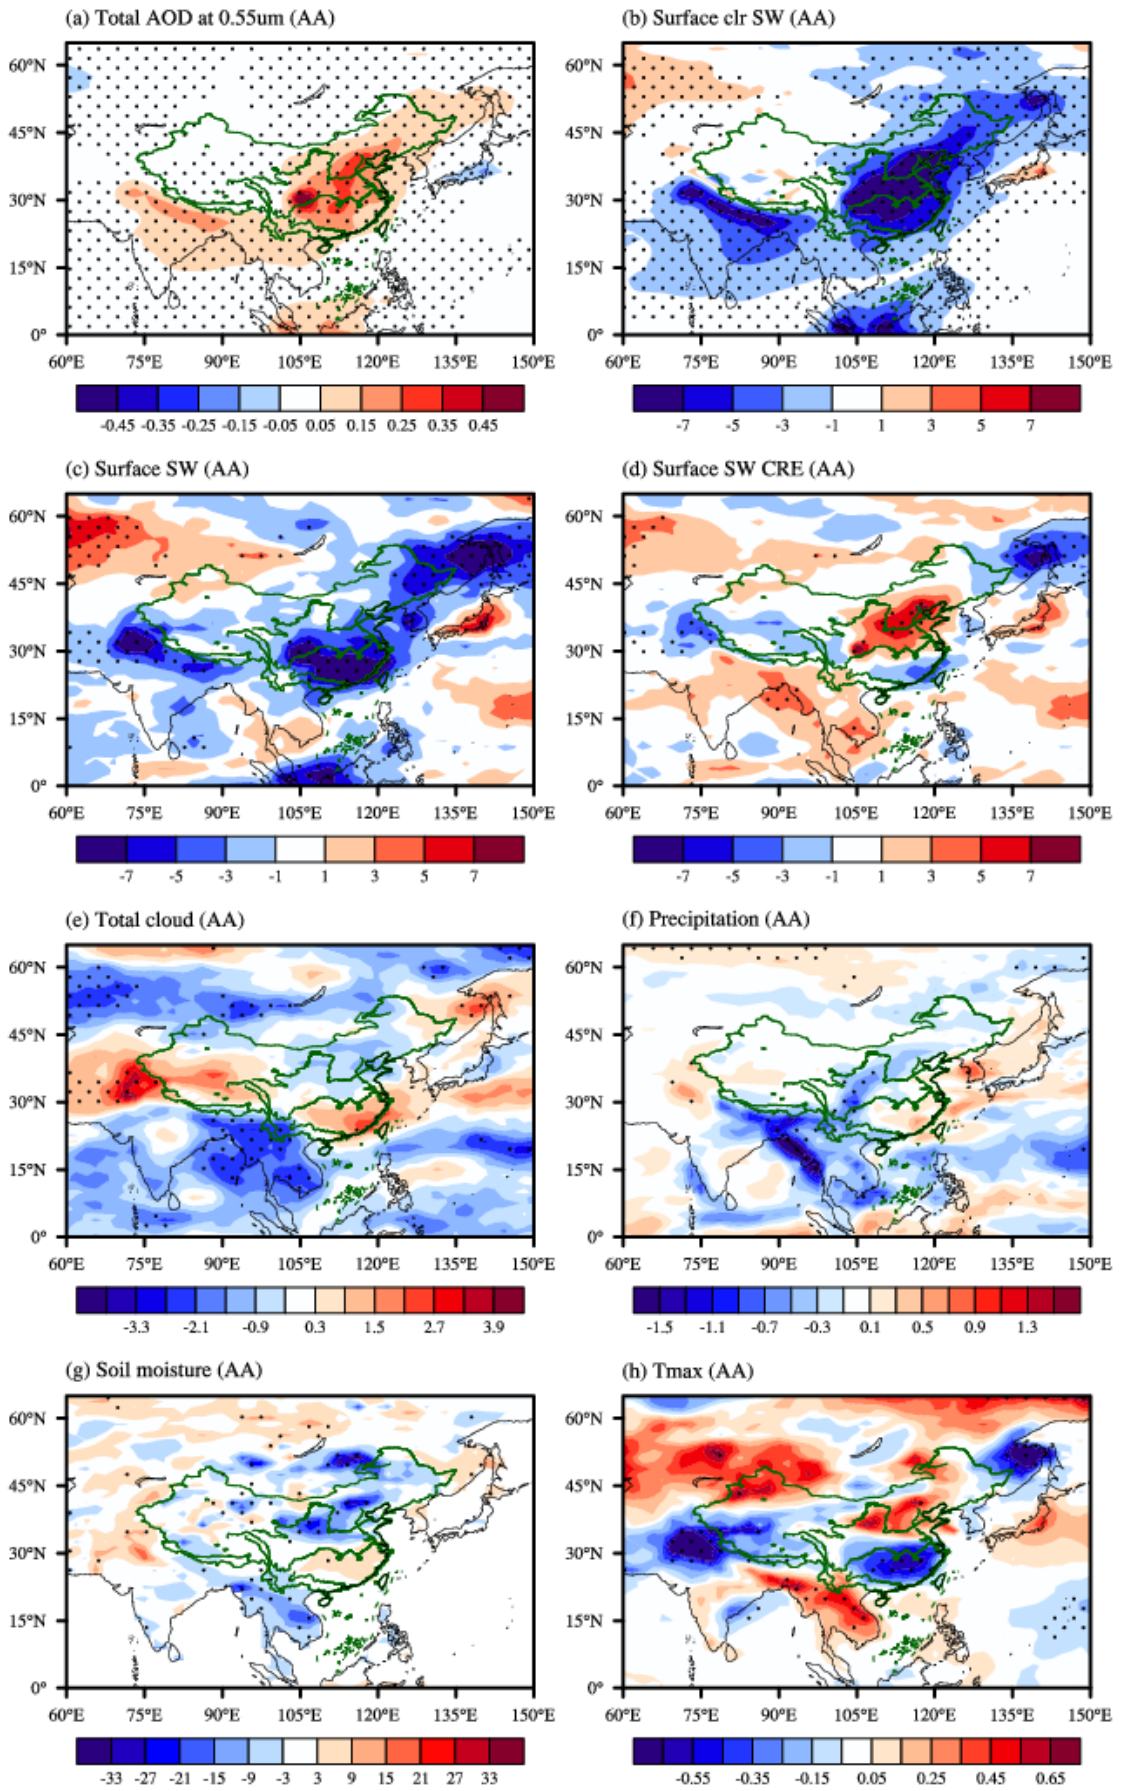 (a) Total AOD at 0.55um (AA)
(b) Surface clr SW (AA)
60°N
45°N
30°N
15°N
0°
60°E 75°E 90°E 105°E 120°E 135°E 150°E
60°N
45°N
30°N
15°N
0°
60°E 75°E 90°E 105°E 120°E 135°E 150°E
-0.45 -0.35 -0.25 -0.15 -0.05 0.05 0.15 0.25 0.35 0.45
-7 -5 -3 -1 1 3 5 7
(c) Surface SW (AA)
(d) Surface SW CRE (AA)
60°N
45°N
30°N
15°N
0°
60°E 75°E 90°E 105°E 120°E 135°E 150°E
60°N
45°N
30°N
15°N
0°
60°E 75°E 90°E 105°E 120°E 135°E 150°E
-7 -5 -3 -1 1 3 5 7
-7 -5 -3 -1 1 3 5 7
(e) Total cloud (AA)
(f) Precipitation (AA)
60°N
45°N
30°N
15°N
0°
60°E 75°E 90°E 105°E 120°E 135°E 150°E
60°N
45°N
30°N
15°N
0°
60°E 75°E 90°E 105°E 120°E 135°E 150°E
-3.3 -2.1 -0.9 0.3 1.5 2.7 3.9
-1.5 -1.1 -0.7 -0.3 0.1 0.5 0.9 1.3
(g) Soil moisture (AA)
(h) Tmax (AA)
60°N
45°N
30°N
15°N
0°
60°E 75°E 90°E 105°E 120°E 135°E 150°E
60°N
45°N
30°N
15°N
0°
60°E 75°E 90°E 105°E 120°E 135°E 150°E
-33 -27 -21 -15 -9 -3 3 9 15 21 27 33
-0.55 -0.35 -0.15 0.05 0.25 0.45 0.65